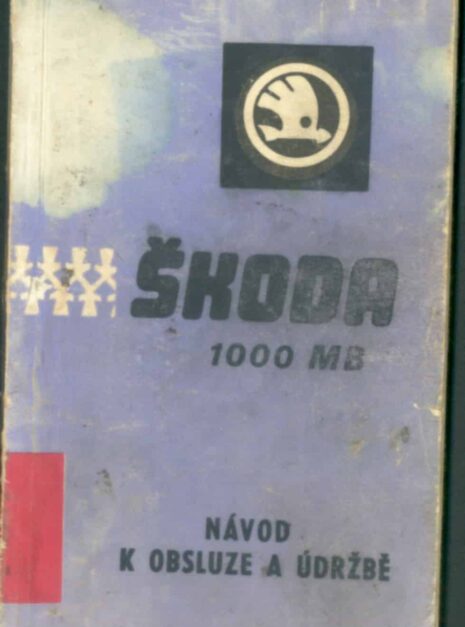 ŠKODA
1000 MB
NÁVOD
K OBSLUZE A ÚDRŽBĚ